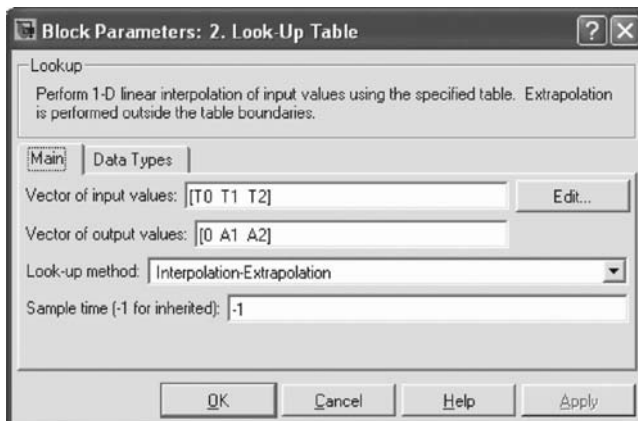 Block Parameters: 2. Look-Up Table
Lookup
Perform 1-D linear interpolation of input values using the specified table. Extrapolation
is performed outside the table boundaries.
Main Data Types
Vector of input values: [T0 T1 T2] Edit...
Vector of output values: [0 A1 A2]
Look-up method: Interpolation-Extrapolation
Sample time (-1 for inherited): -1
OK Cancel Help Apply